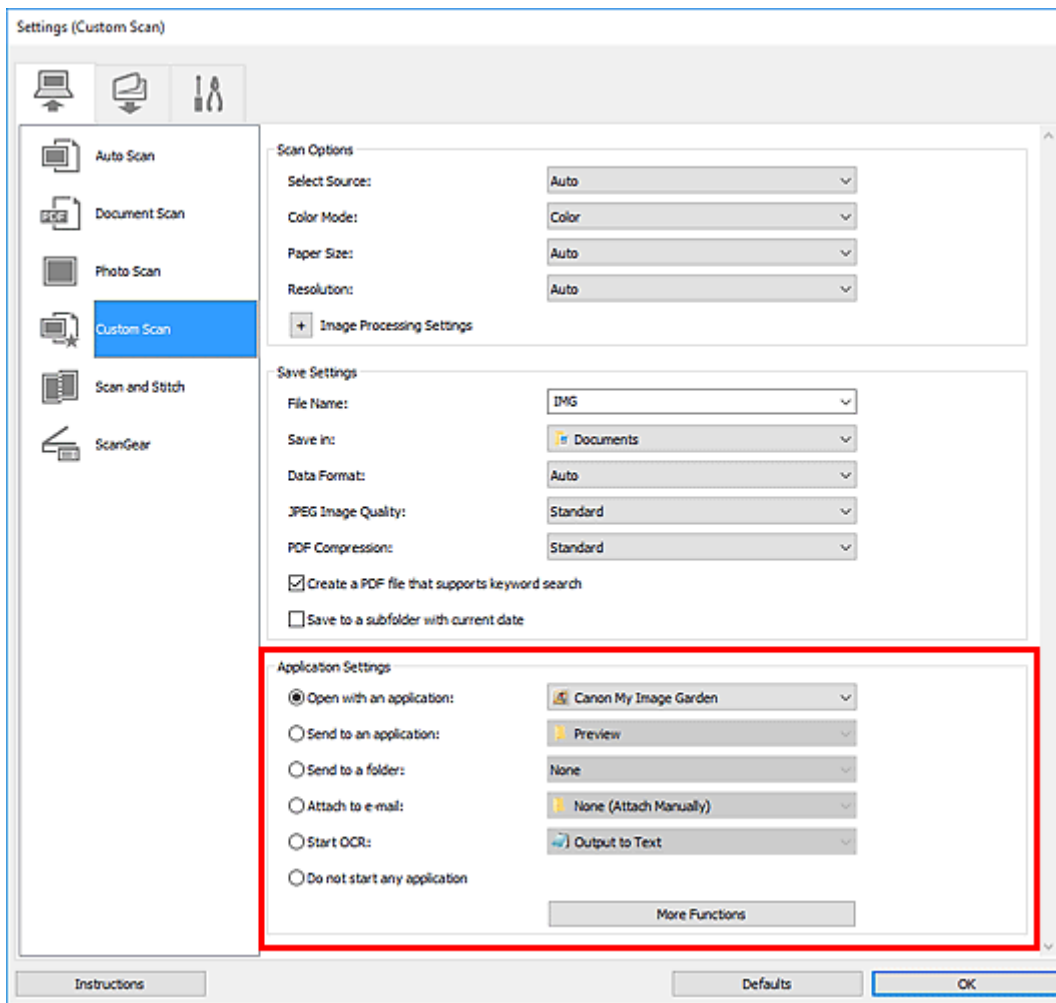 Settings (Custom Scan)
Auto Scan
Document Scan
PDF
Photo Scan
Custom Scan
Scan and Stitch
ScanGear
Scan Options
Select Source: Auto
Color Mode: Color
Paper Size: Auto
Resolution: Auto
+ Image Processing Settings
Save Settings
File Name: IMG
Save in: Documents
Data Format: Auto
JPEG Image Quality: Standard
PDF Compression: Standard
Create a PDF file that supports keyword search
Save to a subfolder with current date
Application Settings
Open with an application: Canon My Image Garden
Send to an application: Preview
Send to a folder: None
Attach to e-mail: None (Attach Manually)
Start OCR: Output to Text
Do not start any application
More Functions
Instructions Defaults OK